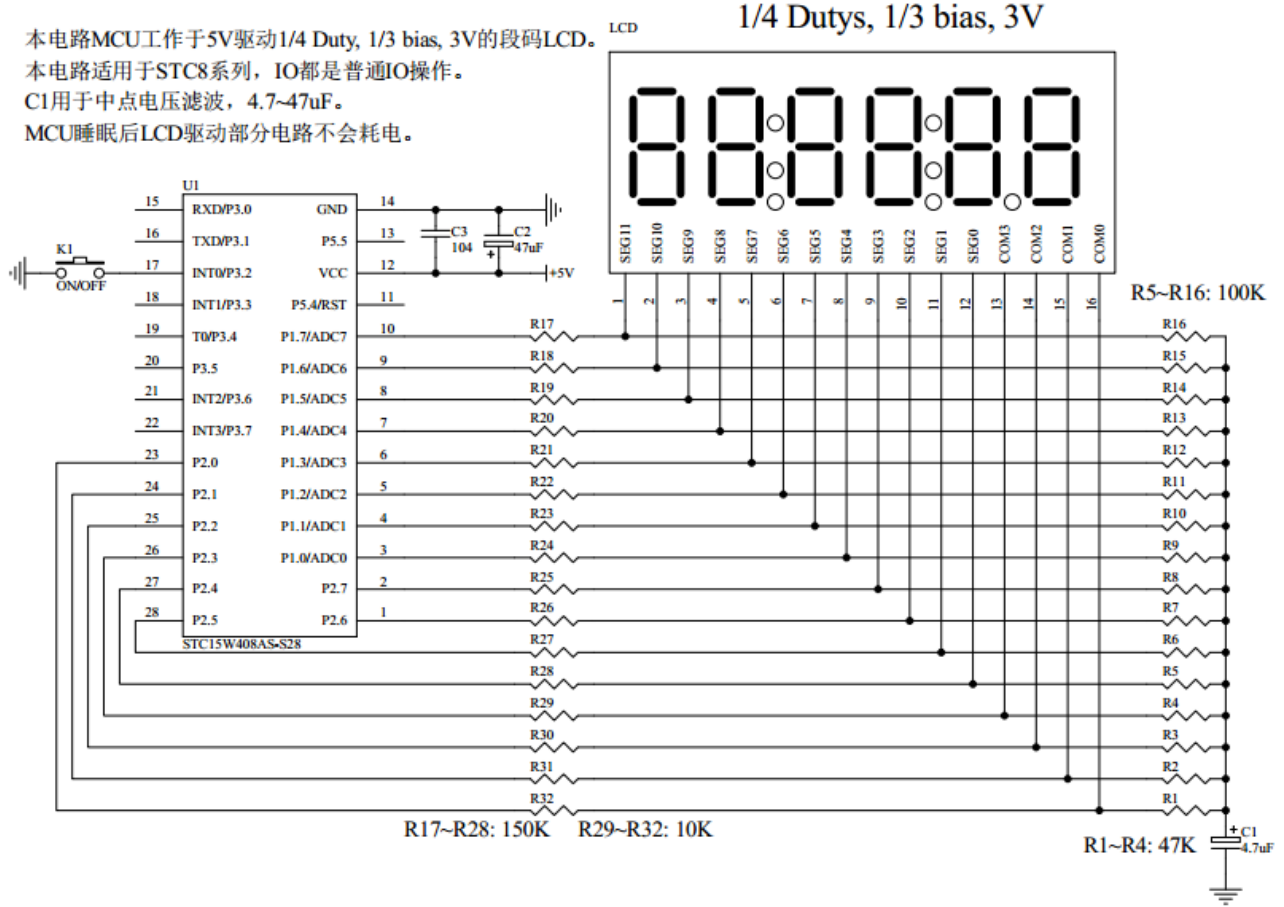 1/4 Dutys, 1/3 bias, 3V
LCD
本电路MCU工作于5V驱动1/4 Duty, 1/3 bias, 3V的段码LCD。
本电路适用于STC8系列，IO都是普通IO操作。
C1用于中点电压滤波，4.7~47uF。
MCU睡眠后LCD驱动部分电路不会耗电。
SEG11 SEG10 SEG9 SEG8 SEG7 SEG6 SEG5 SEG4 SEG3 SEG2 SEG1 SEG0 COM3 COM2 COM1 COM0
1 2 3 4 5 6 7 8 9 10 11 12 13 14 15 16
U1
15 RXD/P3.0 GND 14
16 TXD/P3.1 P5.5 13
17 INT0/P3.2 VCC 12
18 INT1/P3.3 P5.4/RST 11
19 T0/P3.4 P1.7/ADC7 10
20 P3.5 P1.6/ADC6 9
21 INT2/P3.6 P1.5/ADC5 8
22 INT3/P3.7 P1.4/ADC4 7
23 P2.0 P1.3/ADC3 6
24 P2.1 P1.2/ADC2 5
25 P2.2 P1.1/ADC1 4
26 P2.3 P1.0/ADC0 3
27 P2.4 P2.7 2
28 P2.5 P2.6 1
STC15W408AS-S28
K1
ON/OFF
C3
104
C2
47uF
+
+5V
R5~R16: 100K
R17 R16
R18 R15
R19 R14
R20 R13
R21 R12
R22 R11
R23 R10
R24 R9
R25 R8
R26 R7
R27 R6
R28 R5
R29 R4
R30 R3
R31 R2
R32 R1
R17~R28: 150K R29~R32: 10K
R1~R4: 47K
+
C1
4.7uF